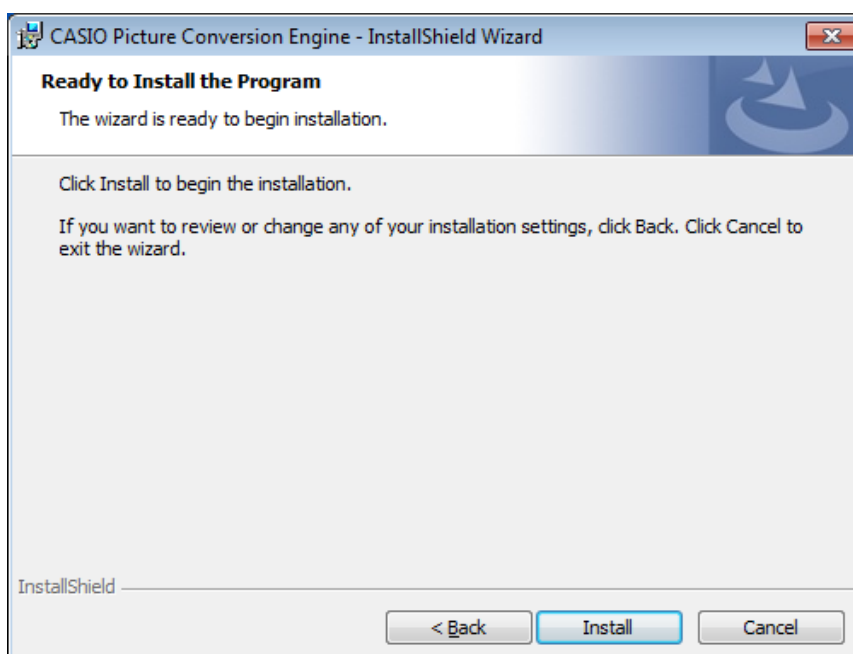 CASIO Picture Conversion Engine - InstallShield Wizard
Ready to Install the Program
The wizard is ready to begin installation.
Click Install to begin the installation.
If you want to review or change any of your installation settings, click Back. Click Cancel to
exit the wizard.
InstallShield
< Back
Install
Cancel